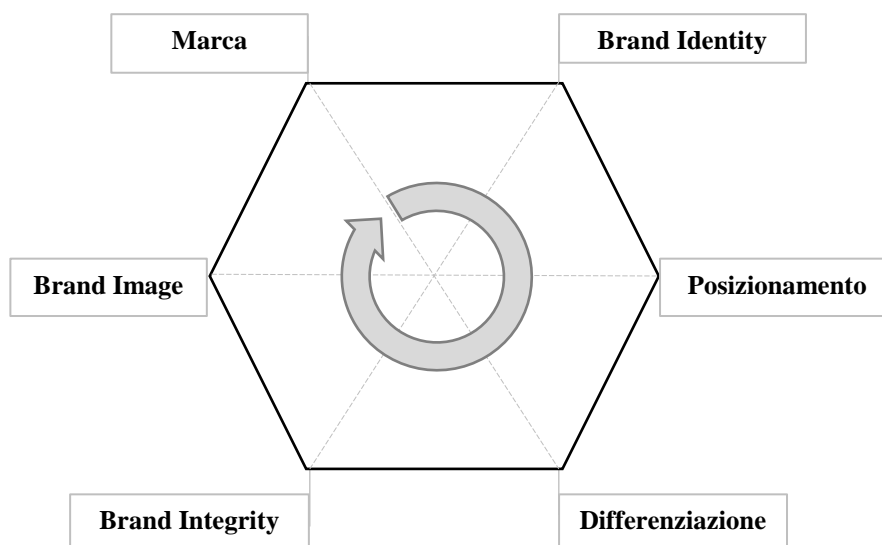 Marca
Brand Identity
Brand Image
Posizionamento
Brand Integrity
Differenziazione